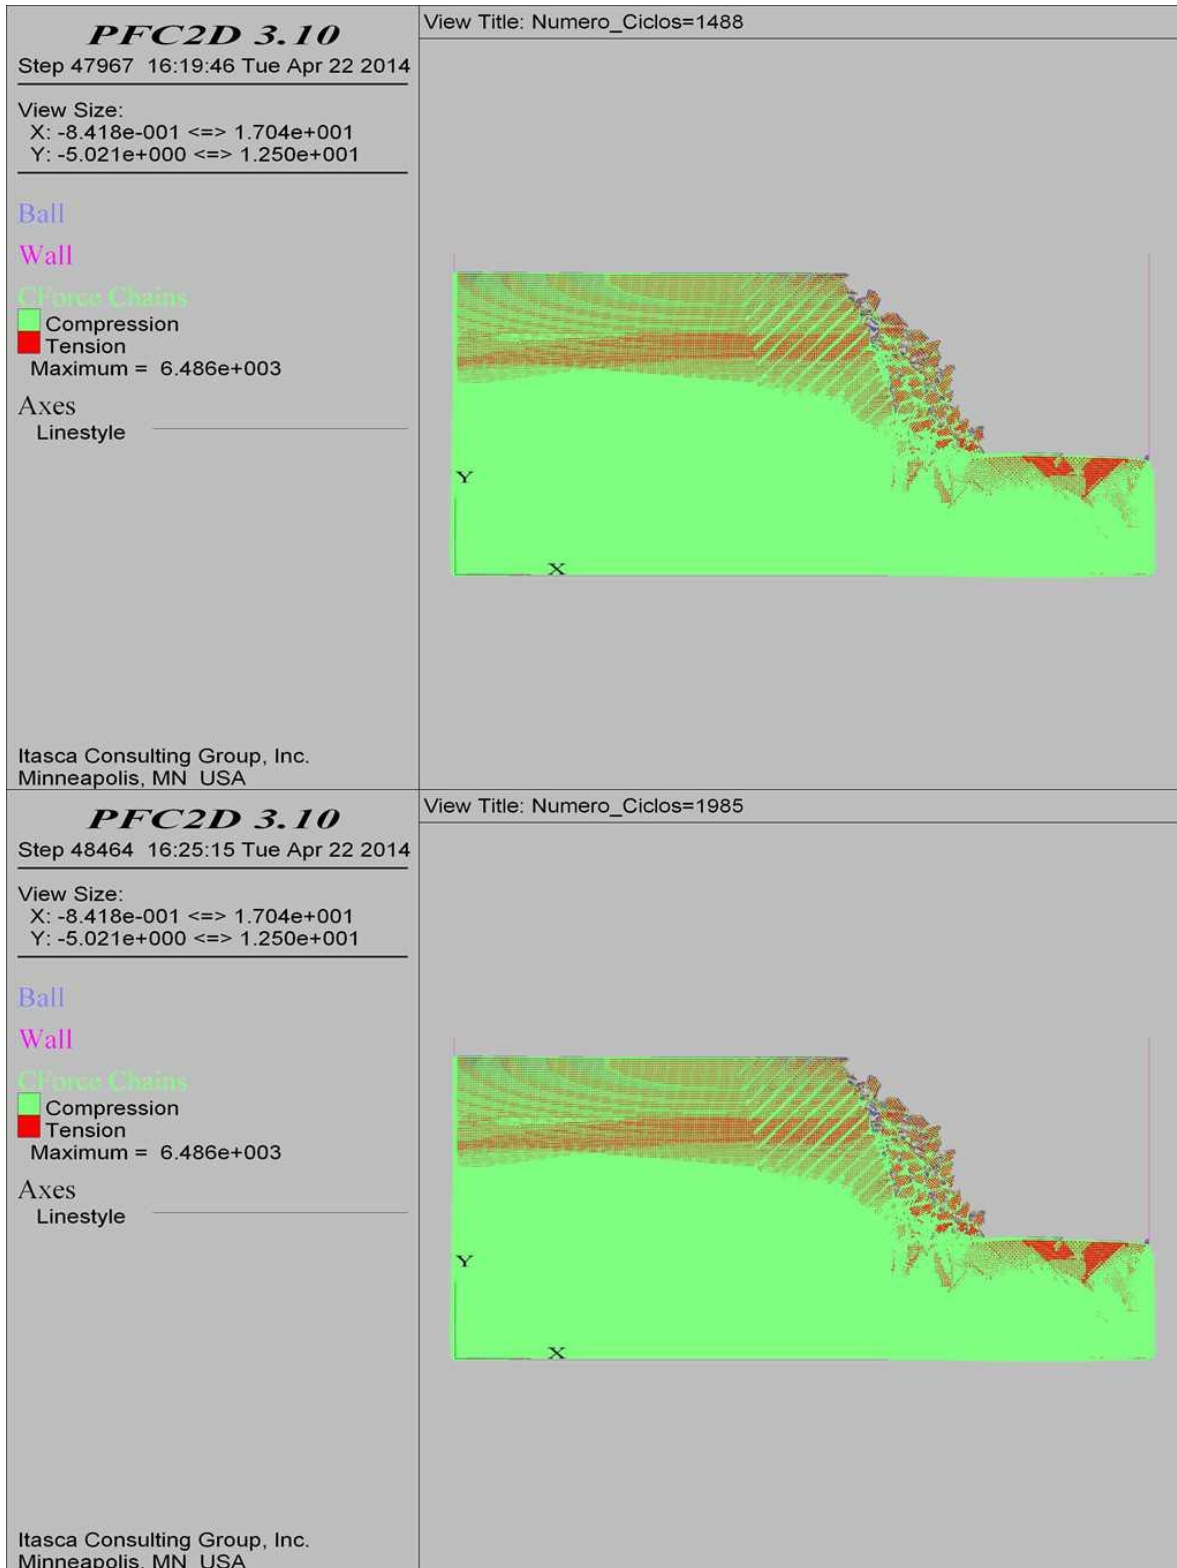 PFC2D 3.10
Step 47967 16:19:46 Tue Apr 22 2014
View Size:
X: -8.418e-001 <=> 1.704e+001
Y: -5.021e+000 <=> 1.250e+001
Ball
Wall
CForce Chains
Compression
Tension
Maximum = 6.486e+003
Axes
Linestyle
Itasca Consulting Group, Inc.
Minneapolis, MN USA
View Title: Numero_Ciclos=1488
Y
X
PFC2D 3.10
Step 48464 16:25:15 Tue Apr 22 2014
View Size:
X: -8.418e-001 <=> 1.704e+001
Y: -5.021e+000 <=> 1.250e+001
Ball
Wall
CForce Chains
Compression
Tension
Maximum = 6.486e+003
Axes
Linestyle
Itasca Consulting Group, Inc.
Minneapolis, MN USA
View Title: Numero_Ciclos=1985
Y
X